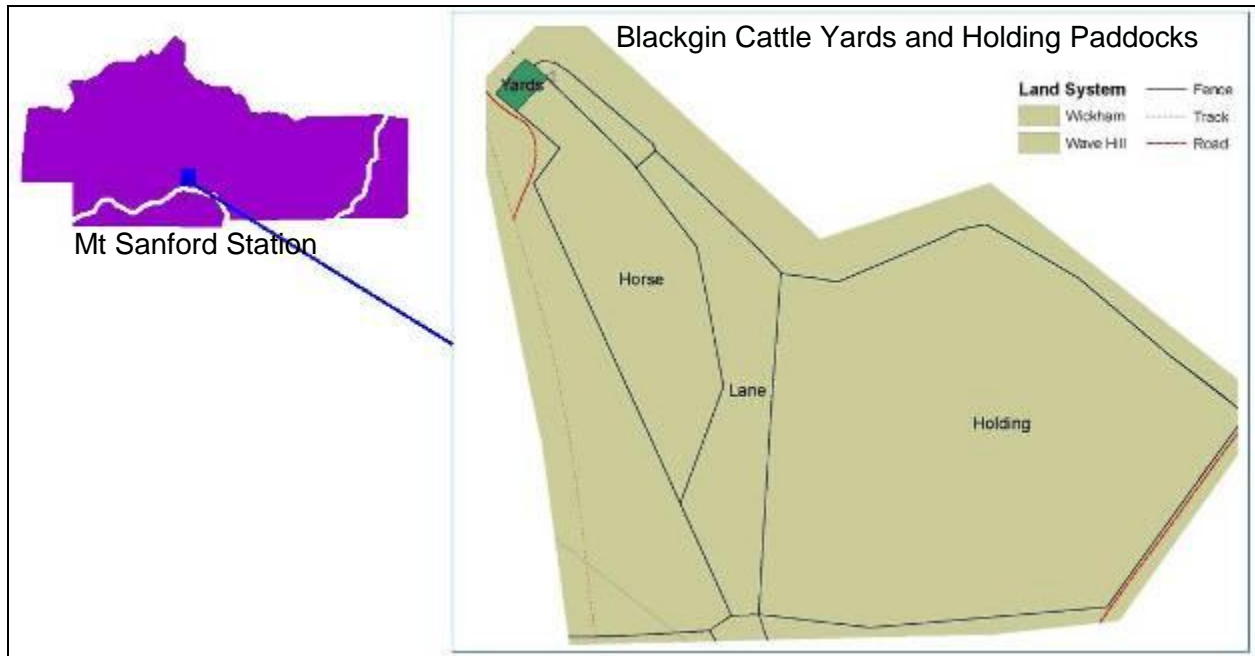 Blackgin Cattle Yards and Holding Paddocks
Yards
Land System
Wickham
Wave Hill
Fence
Track
Road
Mt Sanford Station
Horse
Lane
Holding